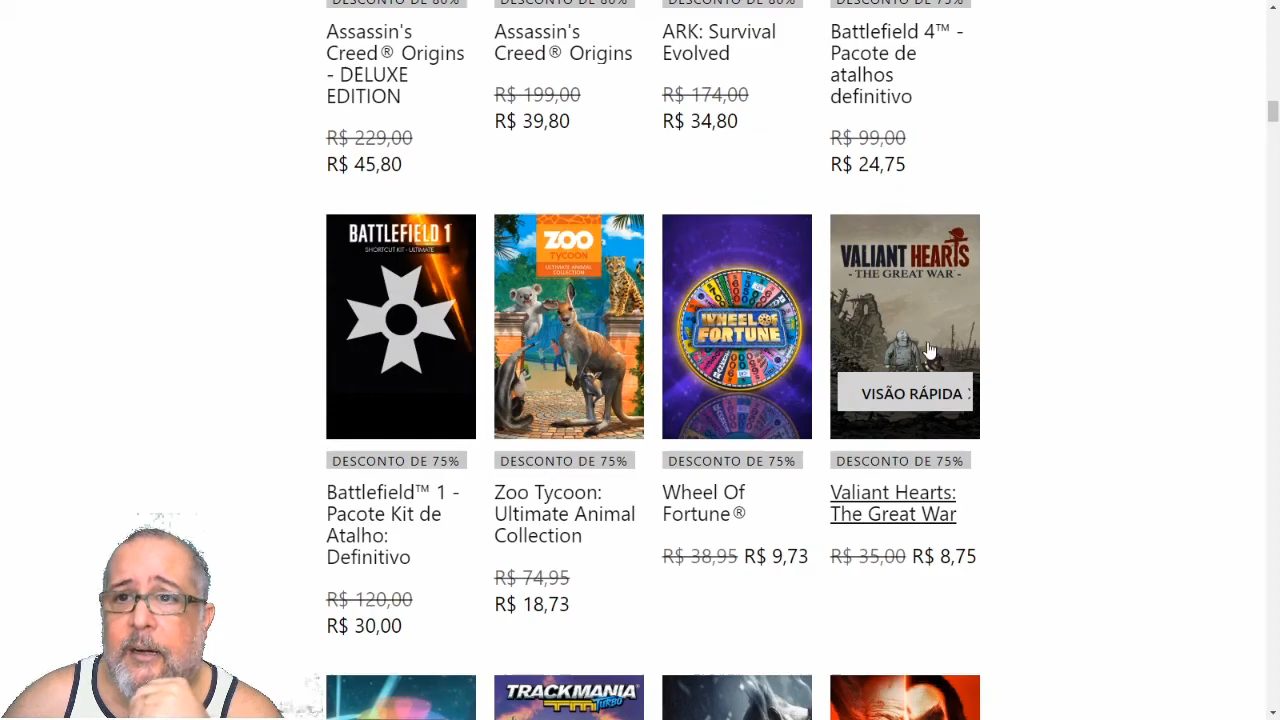 DESCONTO DE 80%
DESCONTO DE 80%
DESCONTO DE 80%
DESCONTO DE 75%
Assassin's
Creed® Origins
- DELUXE
EDITION
R$ 229,00
R$ 45,80
Assassin's
Creed® Origins
R$ 199,00
R$ 39,80
ARK: Survival
Evolved
R$ 174,00
R$ 34,80
Battlefield 4™ -
Pacote de
atalhos
definitivo
R$ 99,00
R$ 24,75
BATTLEFIELD 1
SHORTCUT KIT - ULTIMATE
ZOO
TYCOON
ULTIMATE ANIMAL
COLLECTION
WHEEL OF
FORTUNE
VALIANT HEARTS
- THE GREAT WAR -
VISÃO RÁPIDA
DESCONTO DE 75%
Battlefield™ 1 -
Pacote Kit de
Atalho:
Definitivo
R$ 120,00
R$ 30,00
DESCONTO DE 75%
Zoo Tycoon:
Ultimate Animal
Collection
R$ 74,95
R$ 18,73
DESCONTO DE 75%
Wheel Of
Fortune®
R$ 38,95 R$ 9,73
DESCONTO DE 75%
Valiant Hearts:
The Great War
R$ 35,00 R$ 8,75
TRACKMANIA
TURBO